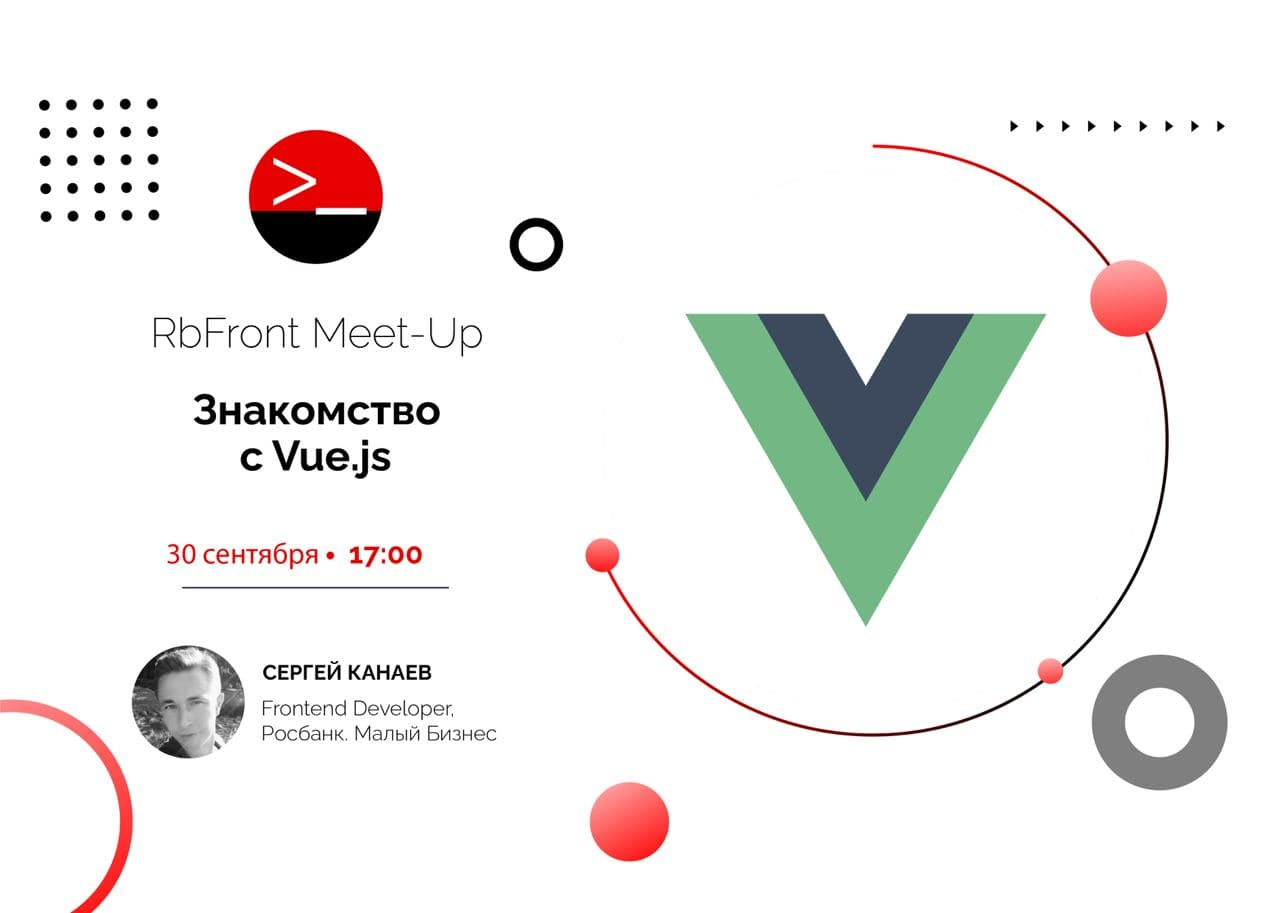 >_
RbFront Meet-Up
Знакомство
с Vue.js
30 сентября • 17:00
СЕРГЕЙ КАНАЕВ
Frontend Developer,
Росбанк. Малый Бизнес